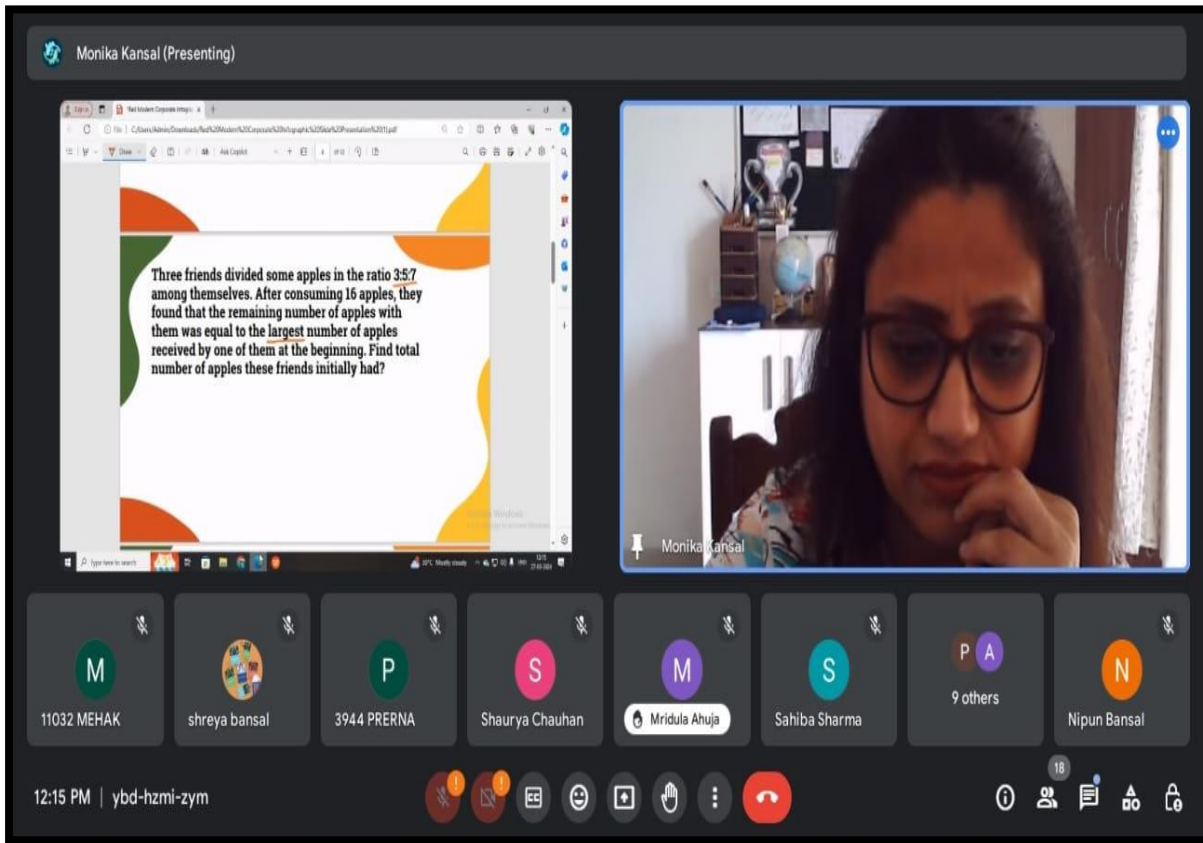 Monika Kansal (Presenting)
Three friends divided some apples in the ratio 3:5:7
among themselves. After consuming 16 apples, they
found that the remaining number of apples with
them was equal to the largest number of apples
received by one of them at the beginning. Find total
number of apples these friends initially had?
Monika Kansal
M
P
S
M
S
P A
N
11032 MEHAK
shreya bansal
3944 PRERNA
Shaurya Chauhan
Mridula Ahuja
Sahiba Sharma
9 others
Nipun Bansal
18
12:15 PM | ybd-hzmi-zym
CC